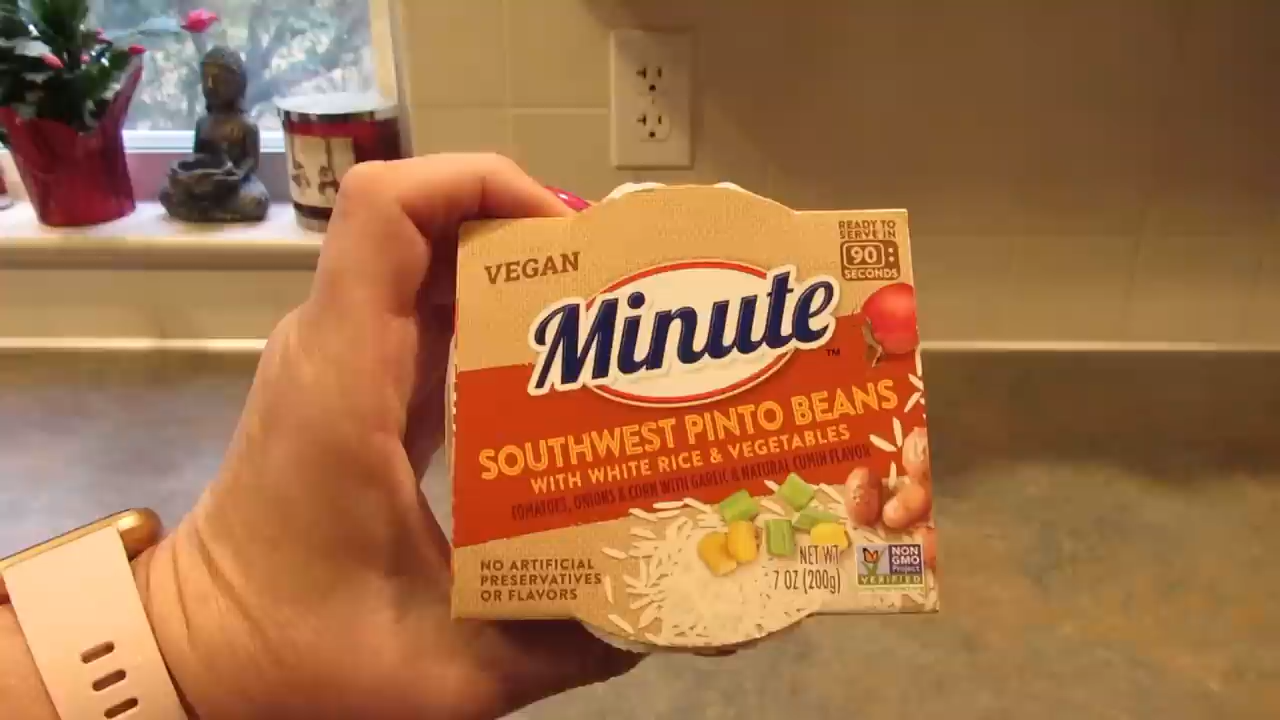 VEGAN
READY TO
SERVE IN
90:
SECONDS
Minute™
SOUTHWEST PINTO BEANS
WITH WHITE RICE & VEGETABLES
TOMATOES, ONIONS & CORN WITH GARLIC & NATURAL CUMIN FLAVOR
NO ARTIFICIAL
PRESERVATIVES
OR FLAVORS
NET WT
7 OZ (200g)
NON
GMO
Project
VERIFIED